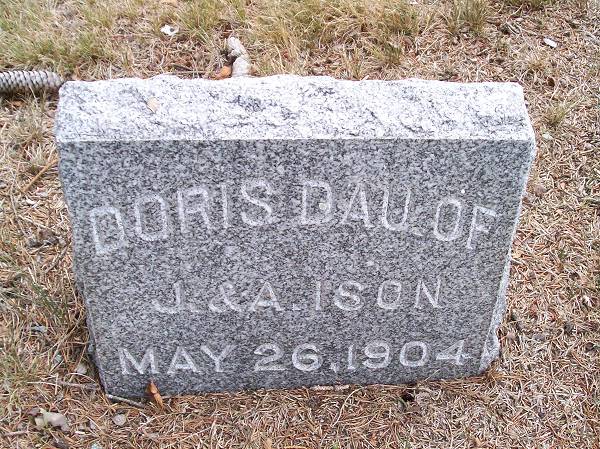 DORIS DAU. OF
J. & A. ISON
MAY 26, 1904